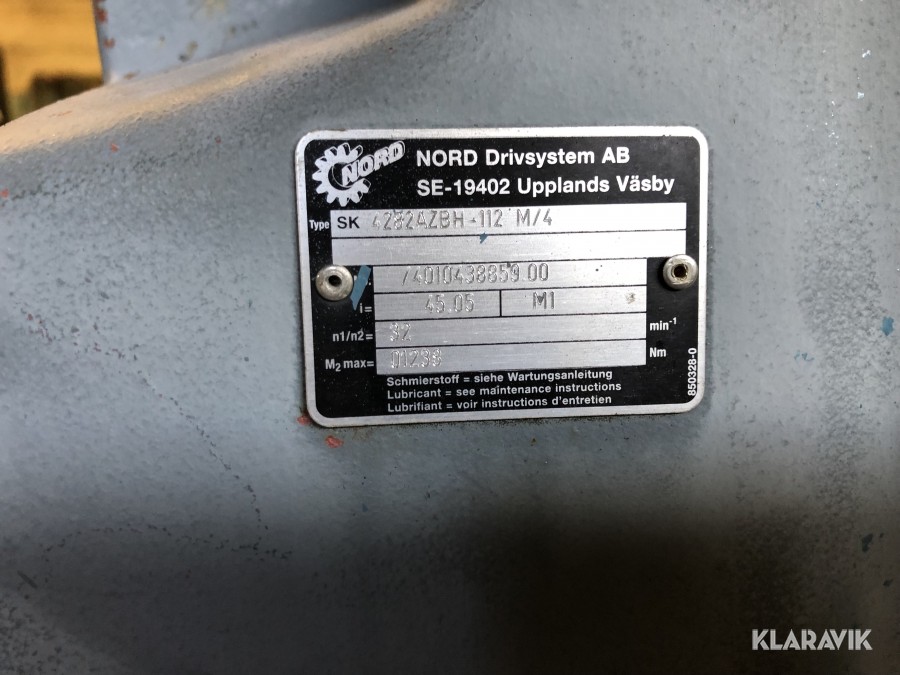 NORD
NORD Drivsystem AB
SE-19402 Upplands Väsby
Type SK 4282AZBH-112 M/4
74010438859 00
i= 45.05 M1
n1/n2= 32 min⁻¹
M₂ max= 01238 Nm
Schmierstoff = siehe Wartungsanleitung
Lubricant = see maintenance instructions
Lubrifiant = voir instructions d'entretien
850328-0
KLARAVIK